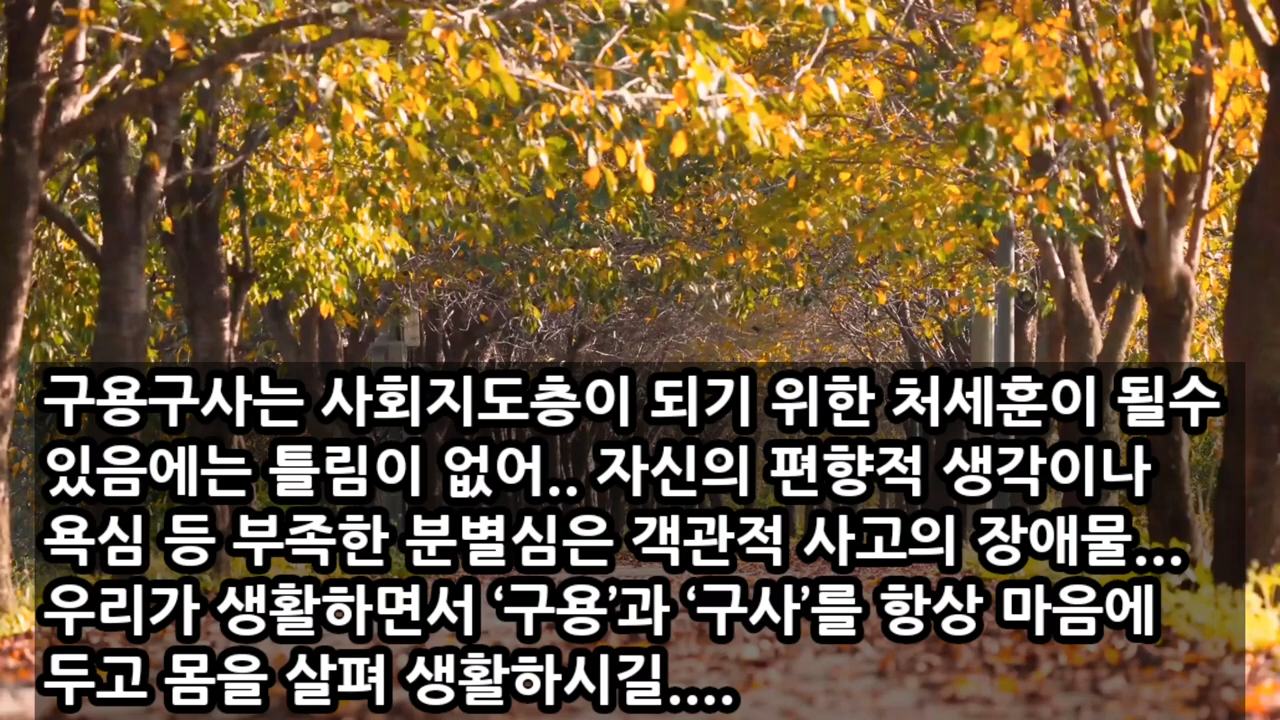 구용구사는 사회지도층이 되기 위한 처세훈이 될수
있음에는 틀림이 없어.. 자신의 편향적 생각이나
욕심 등 부족한 분별심은 객관적 사고의 장애물...
우리가 생활하면서 ‘구용’과 ‘구사’를 항상 마음에
두고 몸을 살펴 생활하시길....